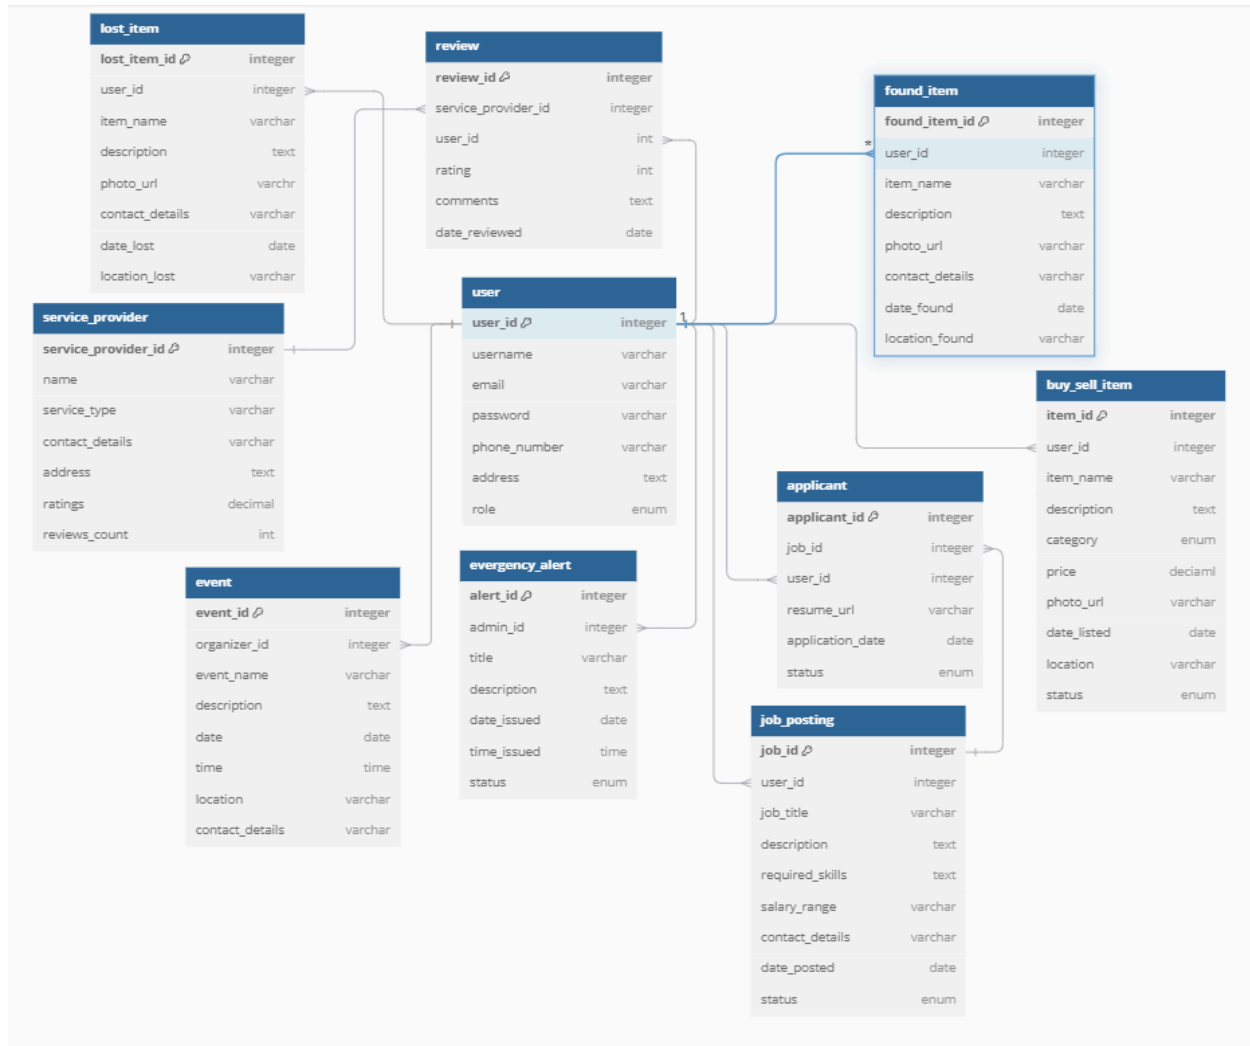 lost_item
lost_item_id integer
user_id integer
item_name varchar
description text
photo_url varchr
contact_details varchar
date_lost date
location_lost varchar
review
review_id integer
service_provider_id integer
user_id int
rating int
comments text
date_reviewed date
found_item
found_item_id integer
* user_id integer
item_name varchar
description text
photo_url varchar
contact_details varchar
date_found date
location_found varchar
service_provider
service_provider_id integer
name varchar
service_type varchar
contact_details varchar
address text
ratings decimal
reviews_count int
user
user_id integer 1
username varchar
email varchar
password varchar
phone_number varchar
address text
role enum
buy_sell_item
item_id integer
user_id integer
item_name varchar
description text
category enum
price deciaml
photo_url varchar
date_listed date
location varchar
status enum
applicant
applicant_id integer
job_id integer
user_id integer
resume_url varchar
application_date date
status enum
event
event_id integer
organizer_id integer
event_name varchar
description text
date date
time time
location varchar
contact_details varchar
evergency_alert
alert_id integer
admin_id integer
title varchar
description text
date_issued date
time_issued time
status enum
job_posting
job_id integer
user_id integer
job_title varchar
description text
required_skills text
salary_range varchar
contact_details varchar
date_posted date
status enum